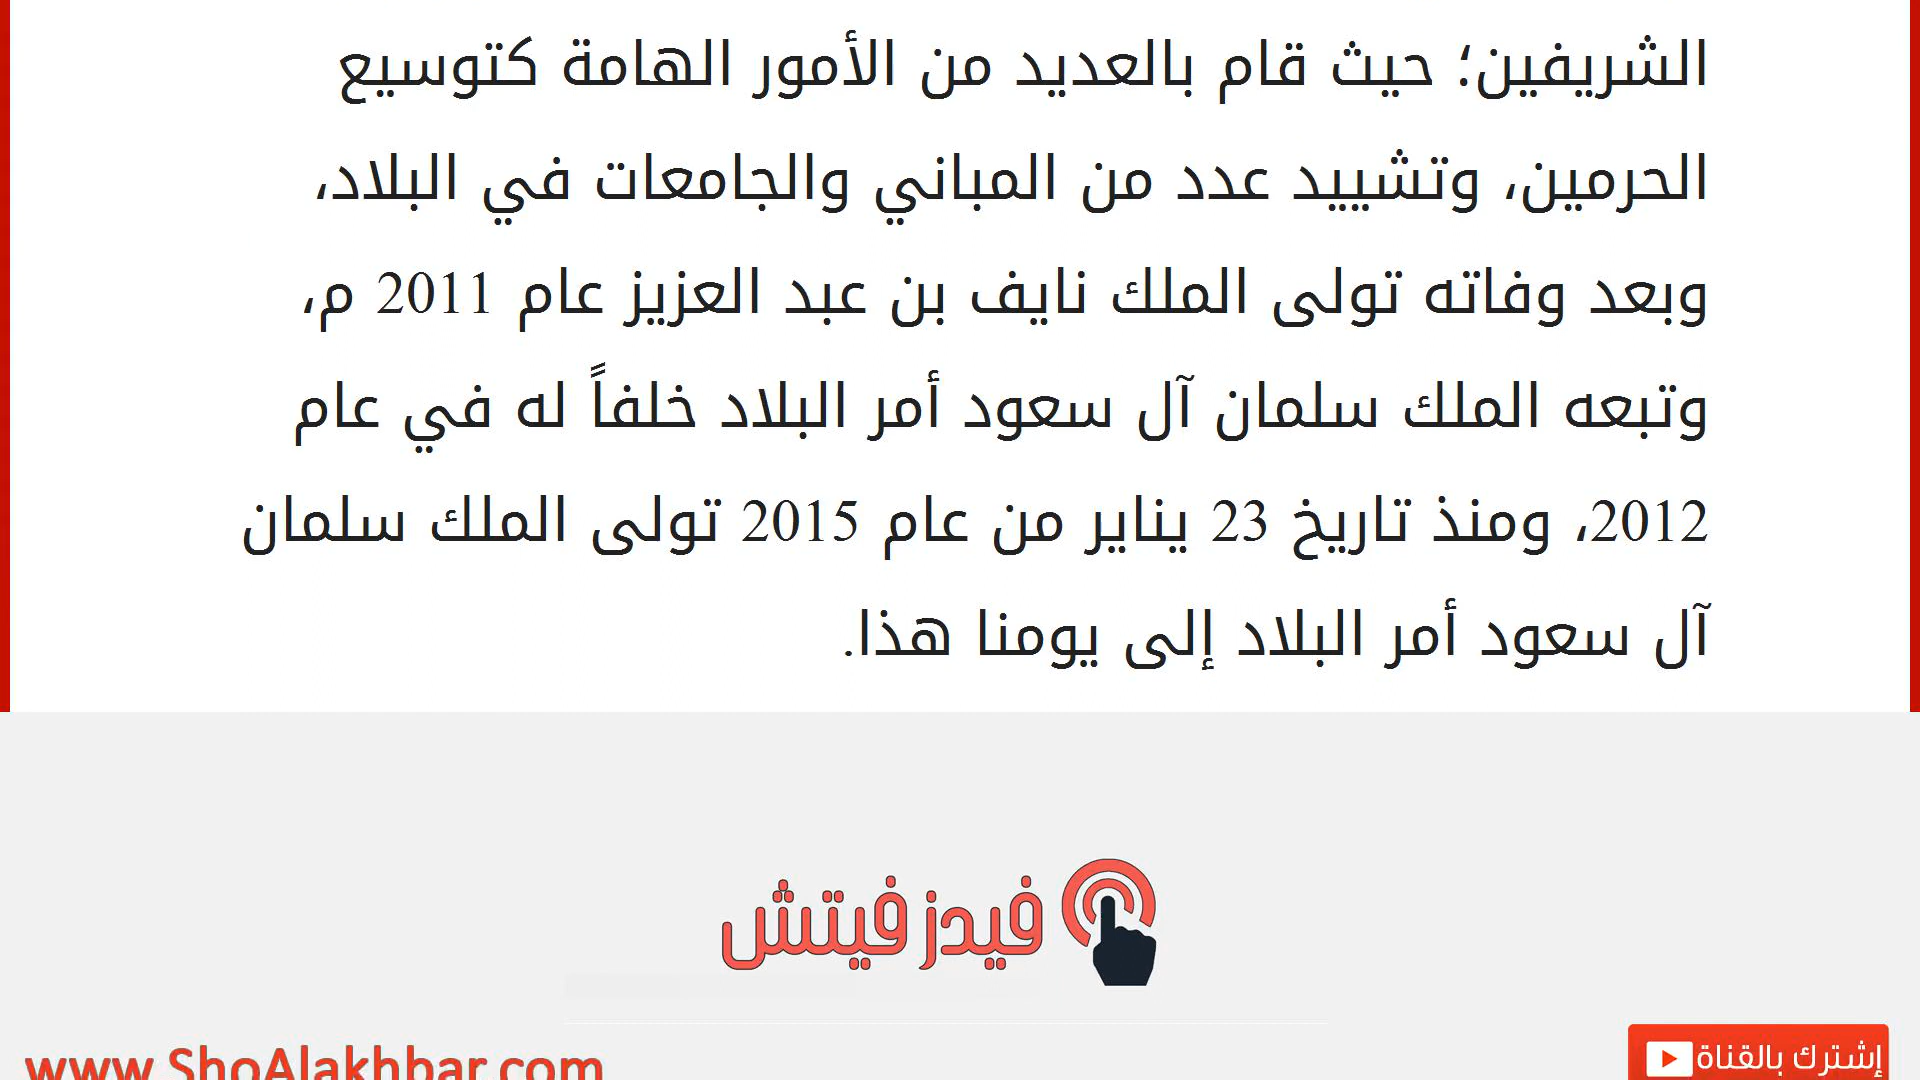 الشريفين؛ حيث قام بالعديد من الأمور الهامة كتوسيع
الحرمين، وتشييد عدد من المباني والجامعات في البلاد،
وبعد وفاته تولى الملك نايف بن عبد العزيز عام 2011 م،
وتبعه الملك سلمان آل سعود أمر البلاد خلفاً له في عام
2012، ومنذ تاريخ 23 يناير من عام 2015 تولى الملك سلمان
آل سعود أمر البلاد إلى يومنا هذا.
فيدز فيتش
www.ShoAlakhbar.com
إشترك بالقناة